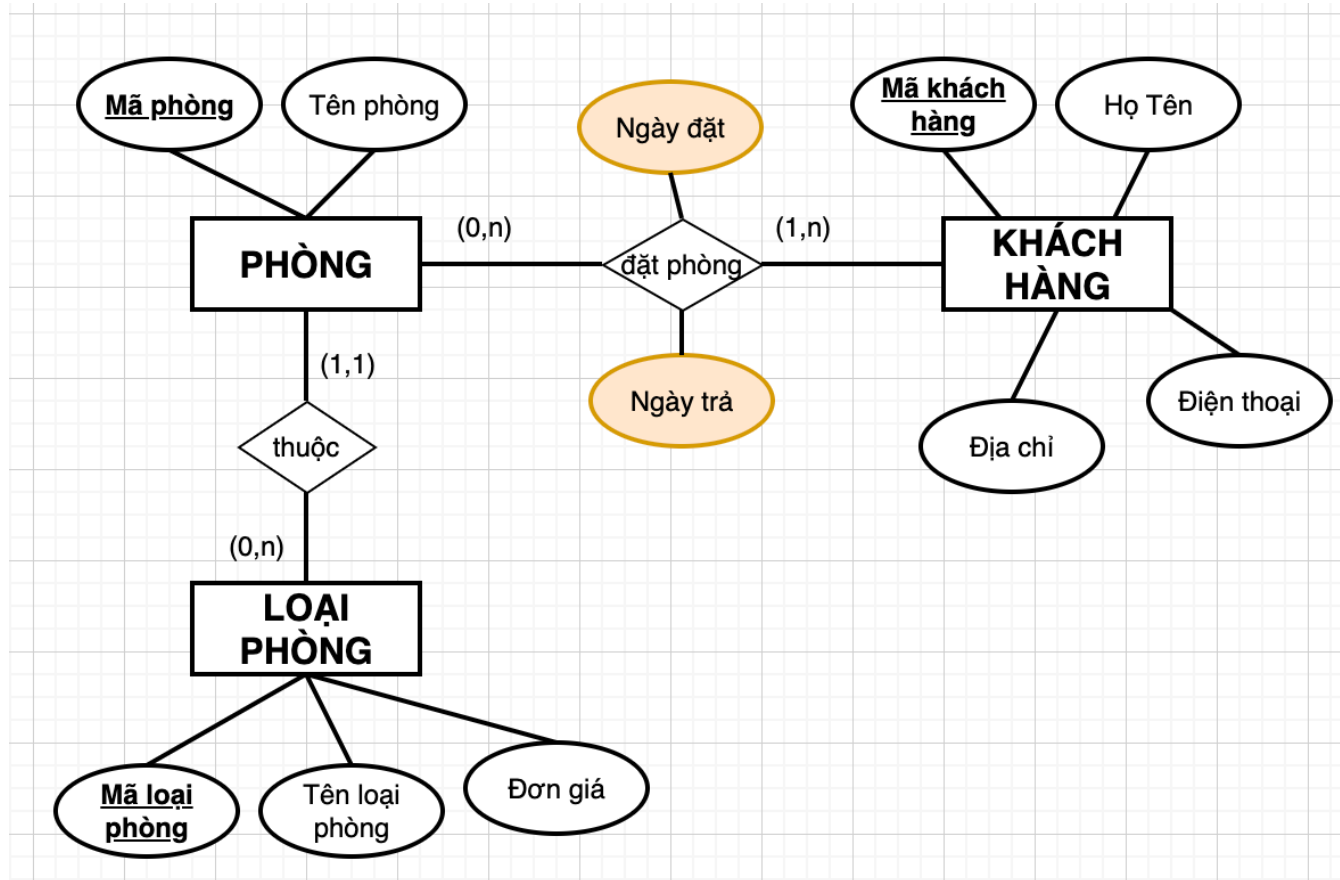 Mã phòng
Tên phòng
Ngày đặt
Mã khách
hàng
Họ Tên
PHÒNG
(0,n)
đặt phòng
(1,n)
KHÁCH
HÀNG
(1,1)
Ngày trả
Điện thoại
thuộc
Địa chỉ
(0,n)
LOẠI
PHÒNG
Mã loại
phòng
Tên loại
phòng
Đơn giá